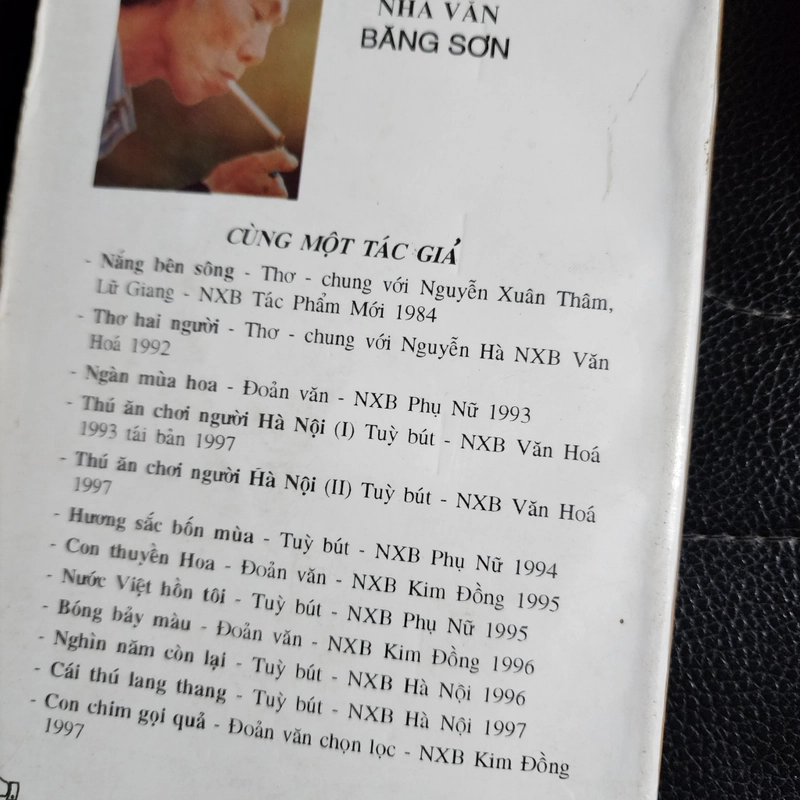 NHÀ VĂN
BĂNG SƠN
CÙNG MỘT TÁC GIẢ
- Nắng bên sông - Thơ - chung với Nguyễn Xuân Thâm,
Lữ Giang - NXB Tác Phẩm Mới 1984
- Thơ hai người - Thơ - chung với Nguyễn Hà NXB Văn
Hoá 1992
- Ngàn mùa hoa - Đoản văn - NXB Phụ Nữ 1993
- Thú ăn chơi người Hà Nội (I) Tuỳ bút - NXB Văn Hoá
1993 tái bản 1997
- Thú ăn chơi người Hà Nội (II) Tuỳ bút - NXB Văn Hoá
1997
- Hương sắc bốn mùa - Tuỳ bút - NXB Phụ Nữ 1994
- Con thuyền Hoa - Đoản văn - NXB Kim Đồng 1995
- Nước Việt hồn tôi - Tuỳ bút - NXB Phụ Nữ 1995
- Bóng bảy màu - Đoản văn - NXB Kim Đồng 1996
- Nghìn năm còn lại - Tuỳ bút - NXB Hà Nội 1996
- Cái thú lang thang - Tuỳ bút - NXB Hà Nội 1997
- Con chim gọi quả - Đoản văn chọn lọc - NXB Kim Đồng
1997